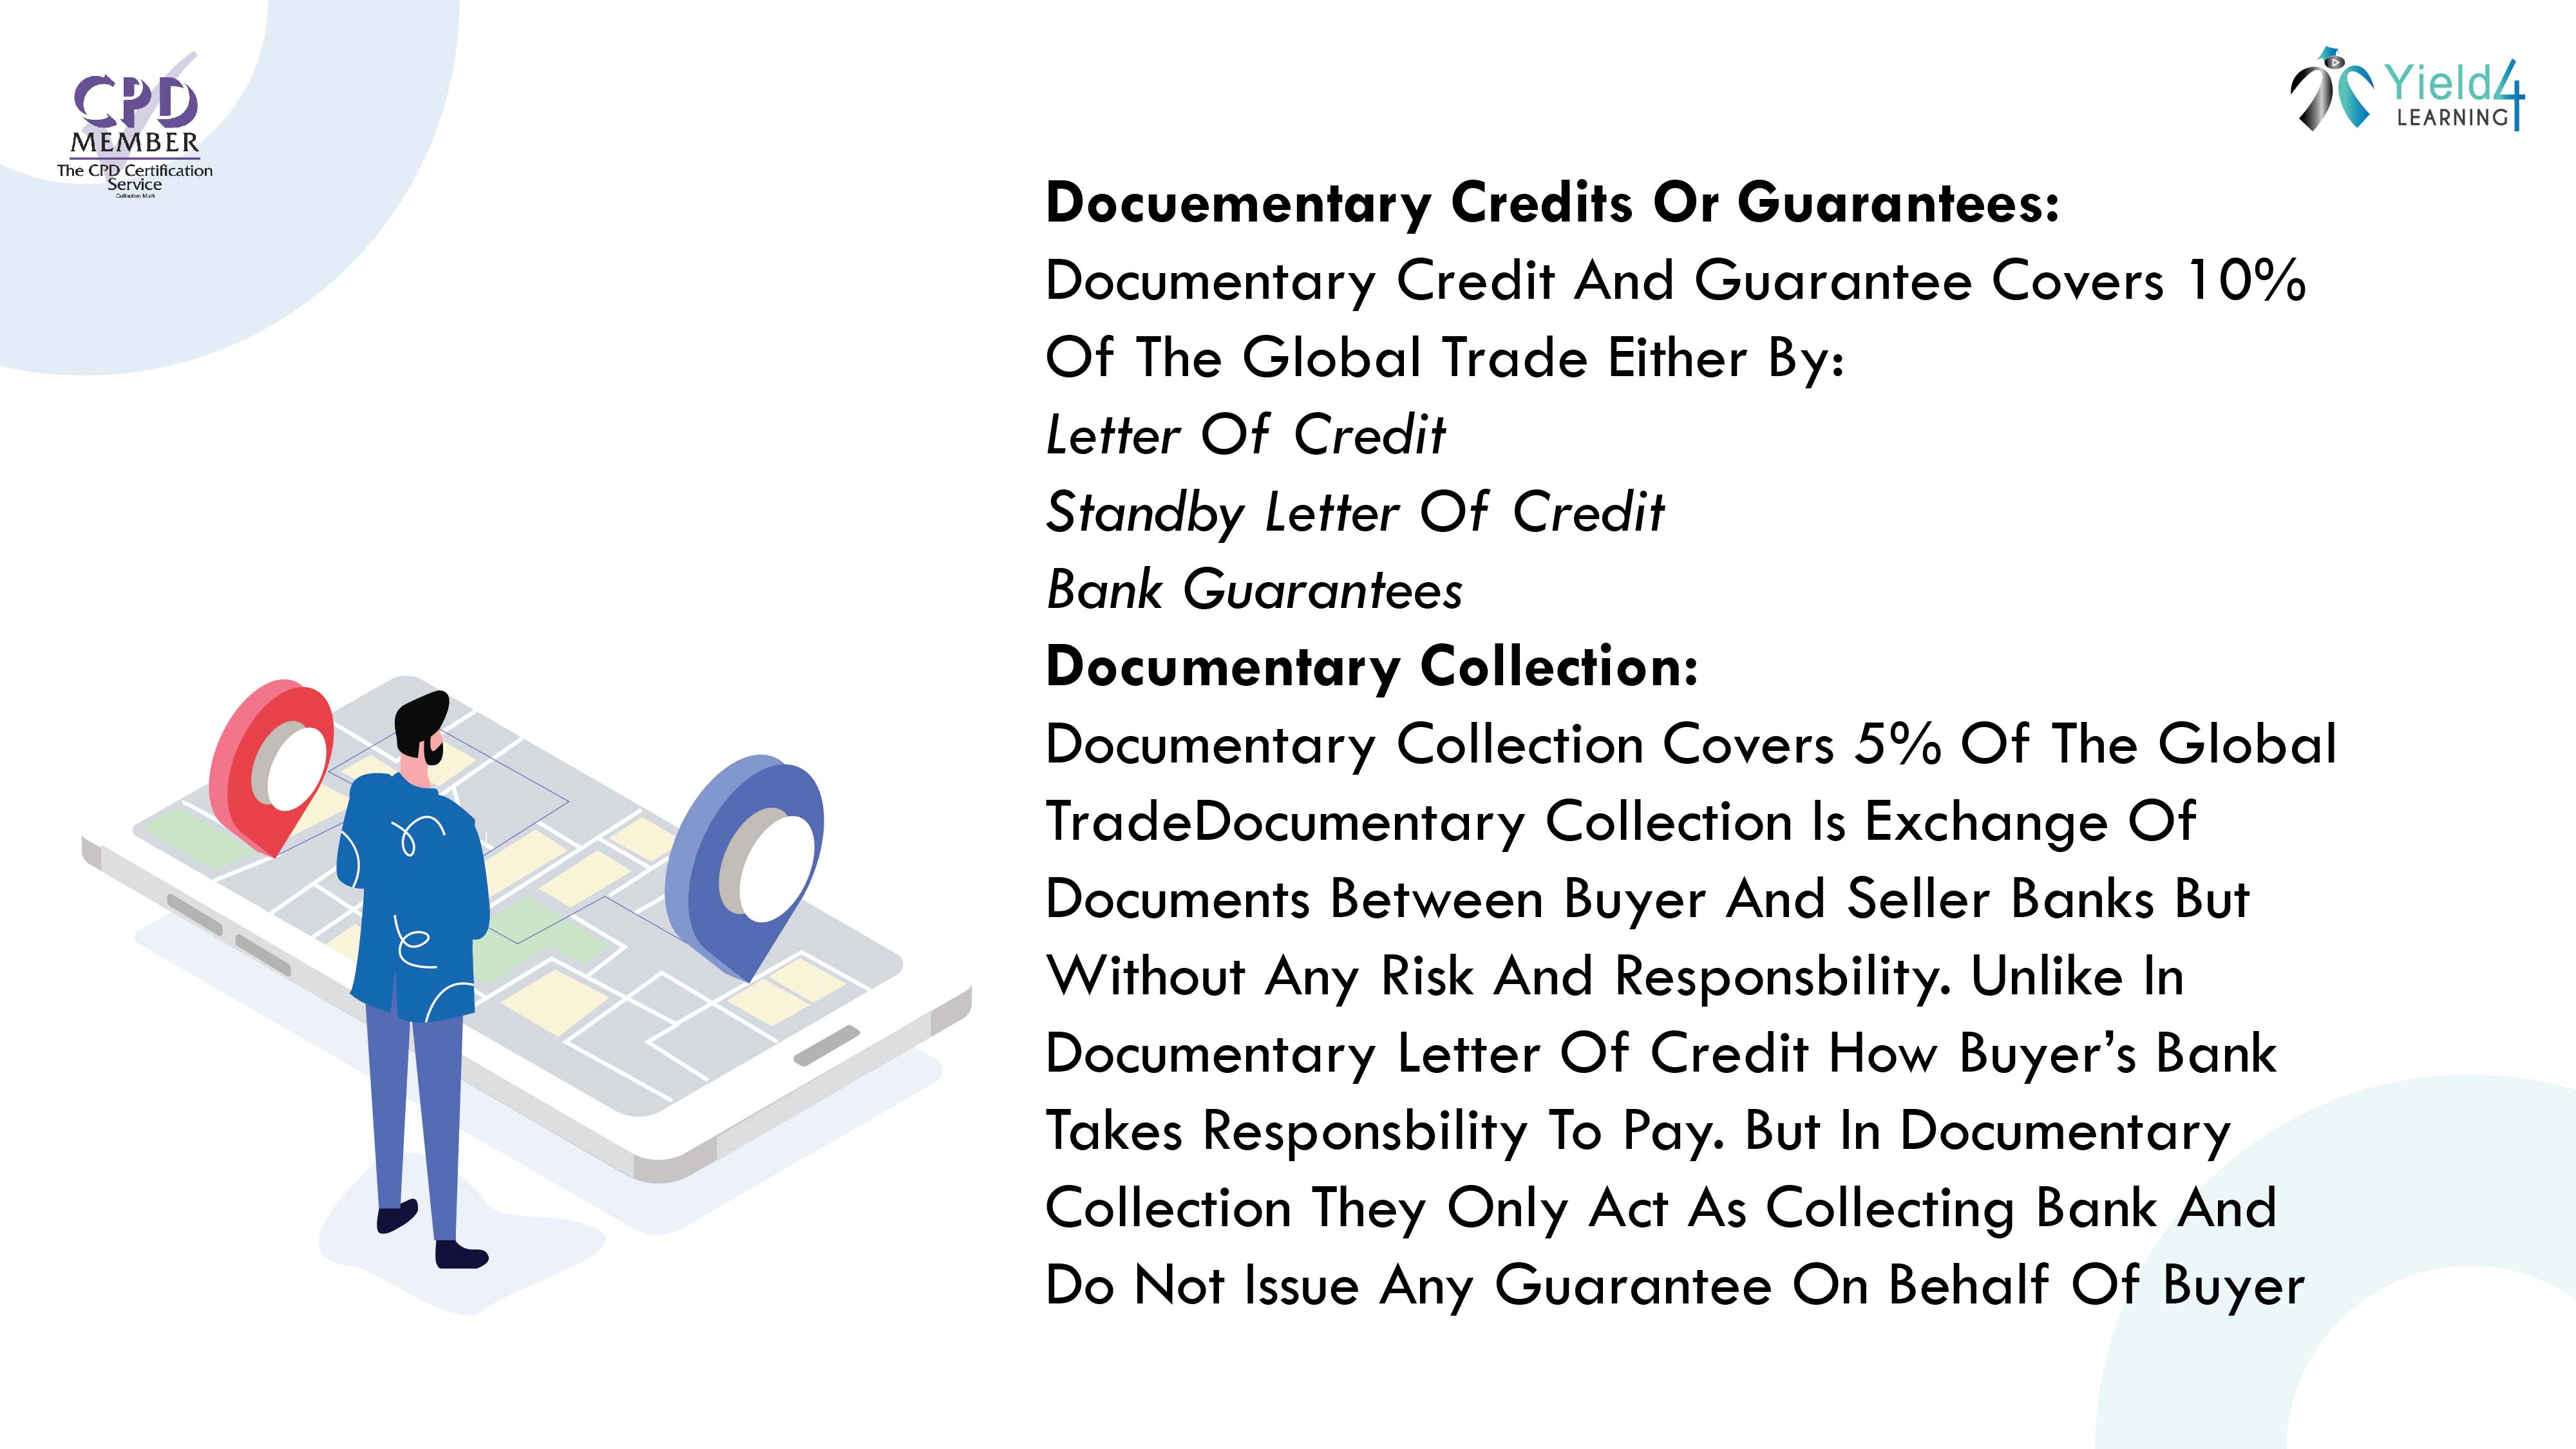 CPD
MEMBER
The CPD Certification
Service
Collective Mark
Yield4
LEARNING
Docuementary Credits Or Guarantees:
Documentary Credit And Guarantee Covers 10%
Of The Global Trade Either By:
Letter Of Credit
Standby Letter Of Credit
Bank Guarantees
Documentary Collection:
Documentary Collection Covers 5% Of The Global
TradeDocumentary Collection Is Exchange Of
Documents Between Buyer And Seller Banks But
Without Any Risk And Responsbility. Unlike In
Documentary Letter Of Credit How Buyer’s Bank
Takes Responsbility To Pay. But In Documentary
Collection They Only Act As Collecting Bank And
Do Not Issue Any Guarantee On Behalf Of Buyer